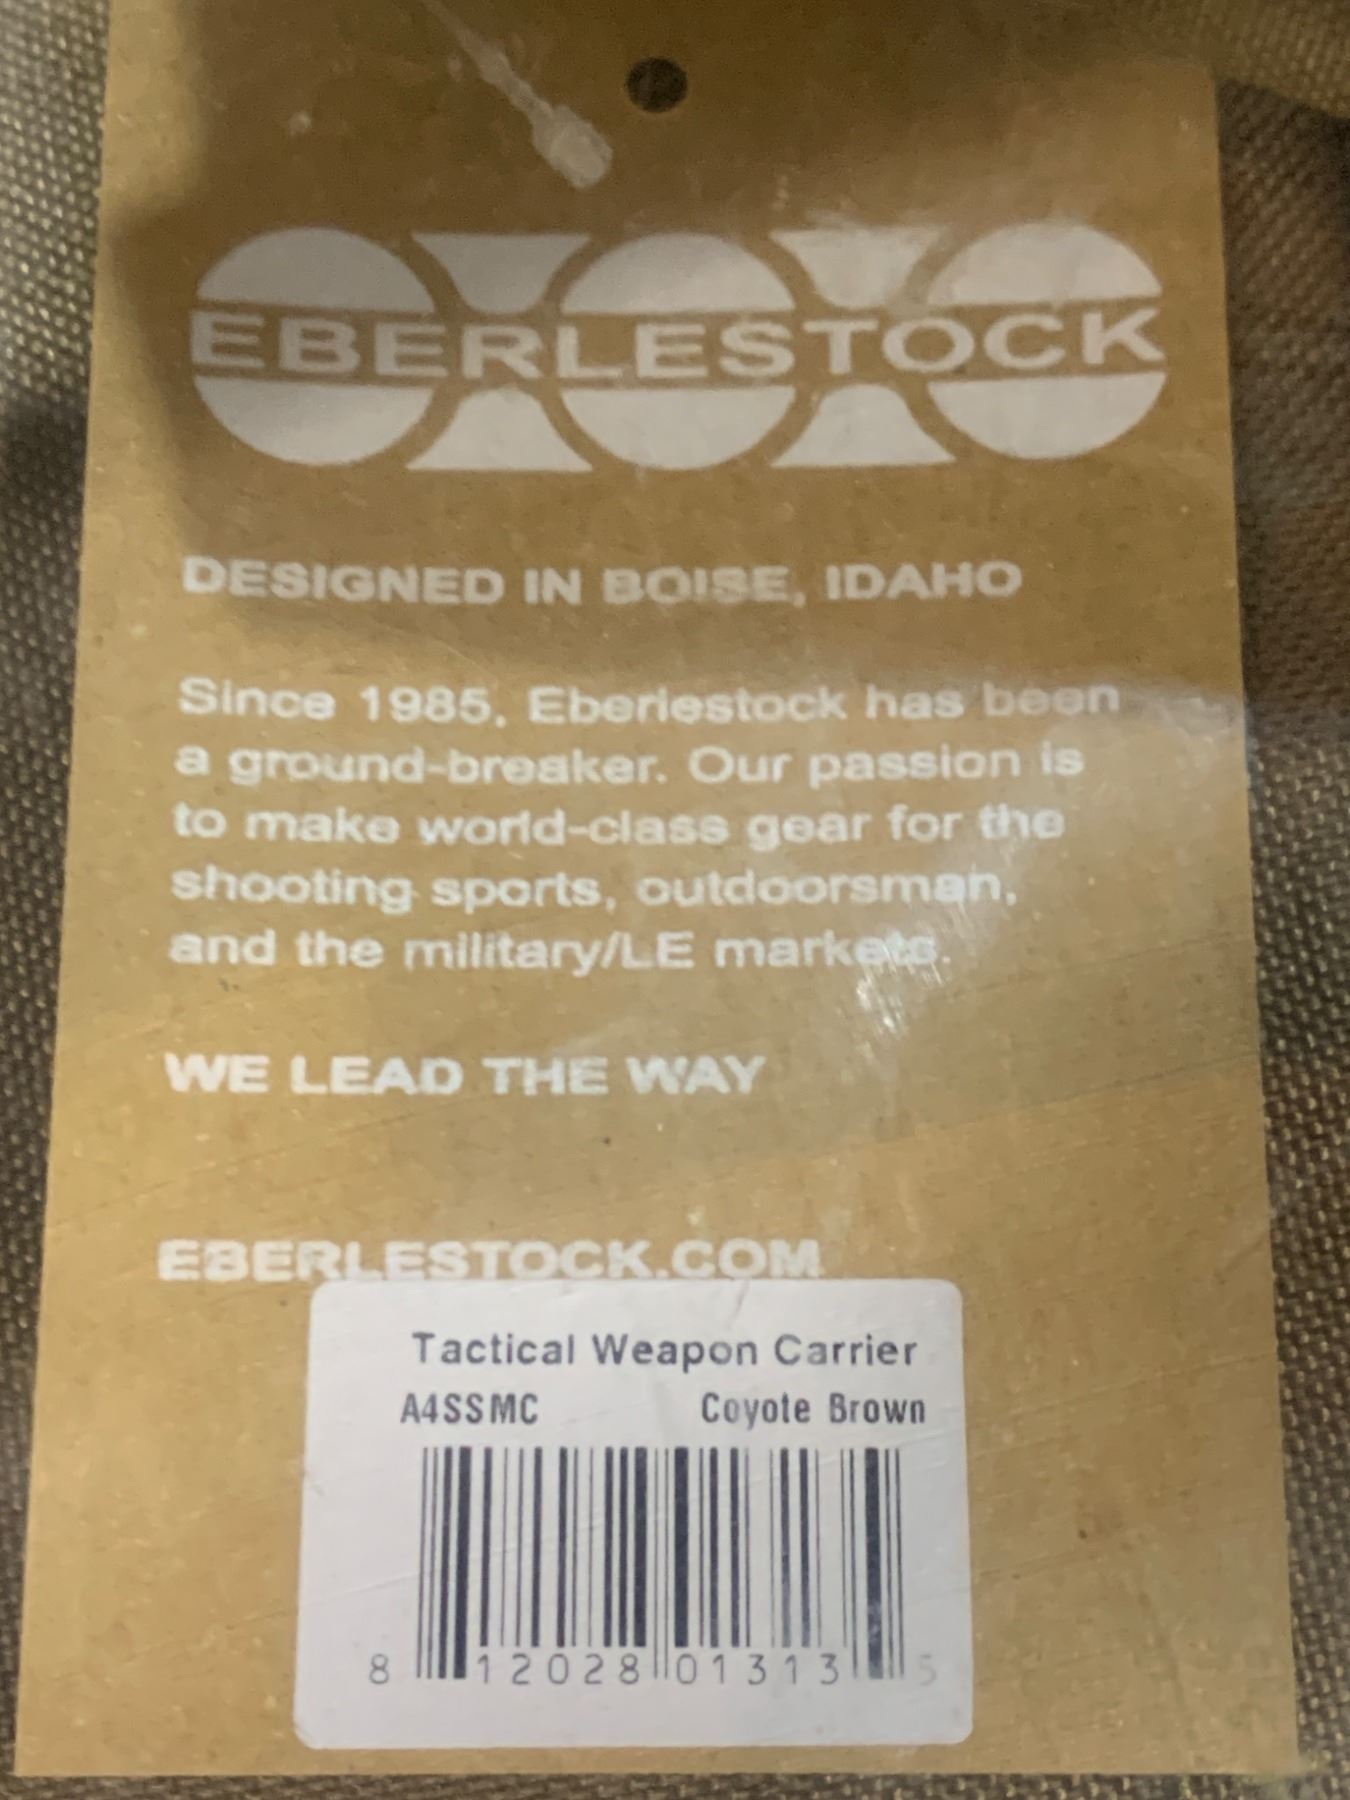 EBERLESTOCK
DESIGNED IN BOISE, IDAHO
Since 1985, Eberlestock has been
a ground-breaker. Our passion is
to make world-class gear for the
shooting sports, outdoorsman,
and the military/LE markets.
WE LEAD THE WAY
EBERLESTOCK.COM
Tactical Weapon Carrier
A4SSMC Coyote Brown
8 12028 01313 5